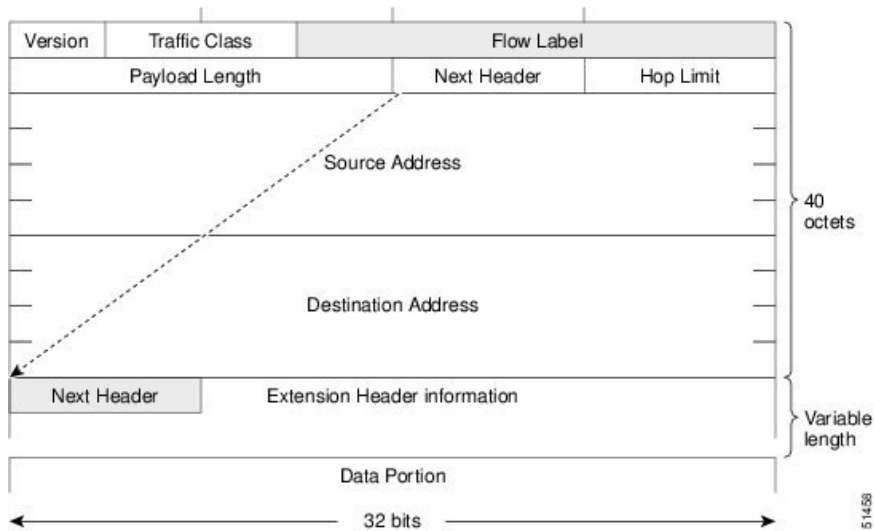 Version Traffic Class Flow Label
Payload Length Next Header Hop Limit
Source Address
40
octets
Destination Address
Next Header Extension Header information
Variable
length
Data Portion
32 bits
51458